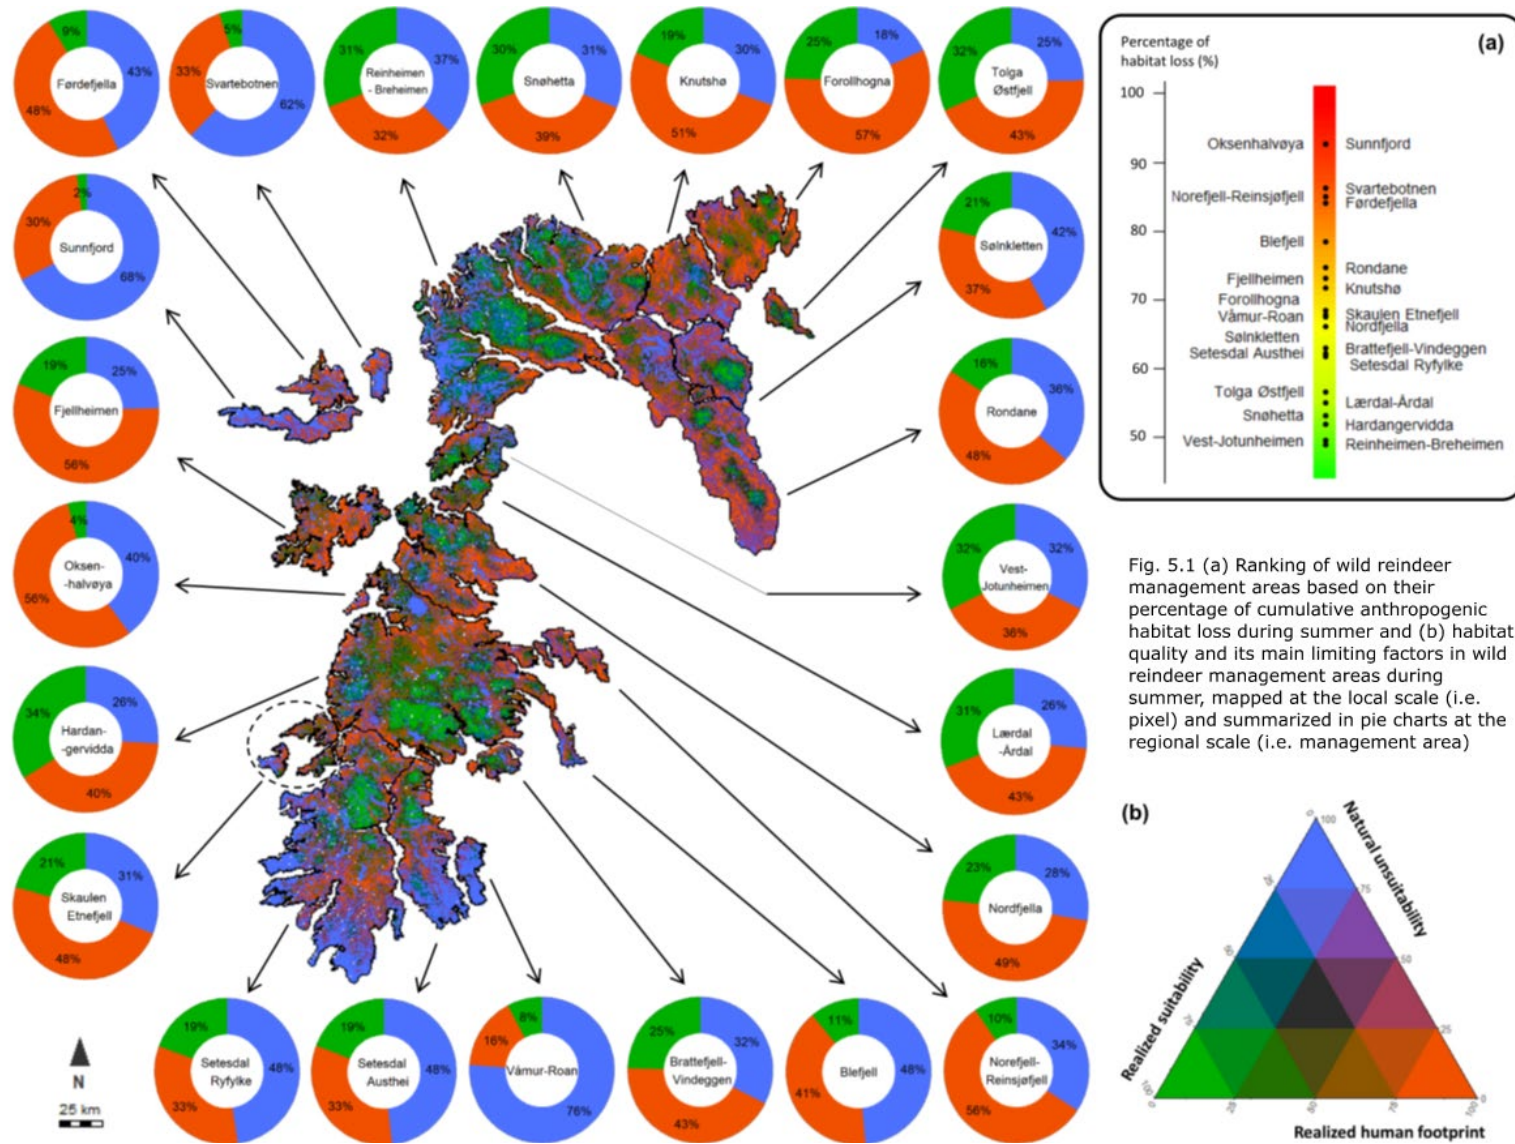 9%
43%
48%
Førdefjella
5%
33%
62%
Svartebotnen
31%
37%
32%
Reinheimen
- Breheimen
30%
31%
39%
Snøhetta
19%
30%
51%
Knutshø
25%
18%
57%
Forollhogna
32%
25%
43%
Tolga
Østfjell
2%
30%
68%
Sunnfjord
21%
42%
37%
Sølnkletten
19%
25%
56%
Fjellheimen
16%
36%
48%
Rondane
4%
40%
56%
Oksen-
-halvøya
32%
32%
36%
Vest-
Jotunheimen
34%
26%
40%
Hardan-
-gervidda
31%
26%
43%
Lærdal
-Årdal
21%
31%
48%
Skaulen
Etnefjell
23%
28%
49%
Nordfjella
19%
48%
33%
Setesdal
Ryfylke
19%
48%
33%
Setesdal
Austhei
8%
16%
76%
Våmur-Roan
25%
32%
43%
Brattefjell-
Vindeggen
11%
48%
41%
Blefjell
10%
34%
56%
Norefjell-
Reinsjøfjell
N
25 km
Percentage of
habitat loss (%)
(a)
100
90
80
70
60
50
Oksenhalvøya
Sunnfjord
Norefjell-Reinsjøfjell
Svartebotnen
Førdefjella
Blefjell
Rondane
Fjellheimen
Knutshø
Forollhogna
Våmur-Roan
Skaulen Etnefjell
Nordfjella
Sølnkletten
Setesdal Austhei
Brattefjell-Vindeggen
Setesdal Ryfylke
Tolga Østfjell
Lærdal-Årdal
Snøhetta
Hardangervidda
Vest-Jotunheimen
Reinheimen-Breheimen
Fig. 5.1 (a) Ranking of wild reindeer
management areas based on their
percentage of cumulative anthropogenic
habitat loss during summer and (b) habitat
quality and its main limiting factors in wild
reindeer management areas during
summer, mapped at the local scale (i.e.
pixel) and summarized in pie charts at the
regional scale (i.e. management area)
(b)
0
100
25
75
50
50
75
25
100
0
0
25
50
75
100
Natural unsuitability
Realized suitability
Realized human footprint